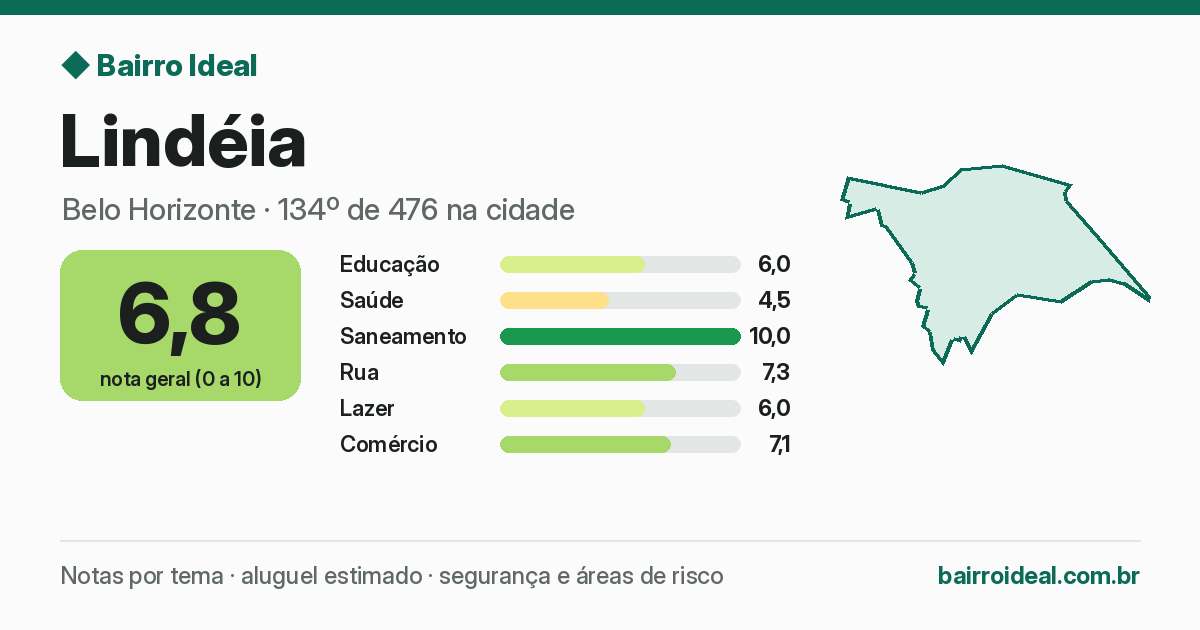 Bairro Ideal
Lindéia
Belo Horizonte · 134º de 476 na cidade
6,8
nota geral (0 a 10)
Educação 6,0
Saúde 4,5
Saneamento 10,0
Rua 7,3
Lazer 6,0
Comércio 7,1
Notas por tema · aluguel estimado · segurança e áreas de risco
bairroideal.com.br